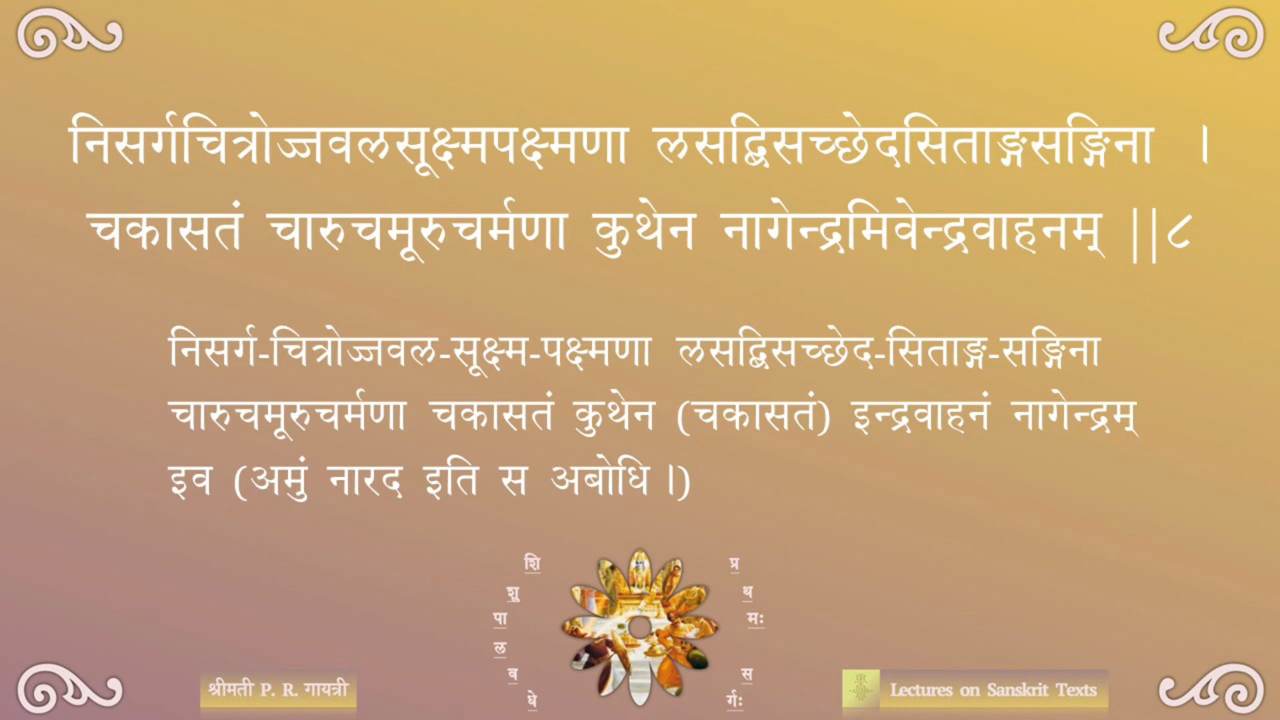 निसर्गचित्रोज्जवलसूक्ष्मपक्ष्मणा लसद्बिसच्छेदसिताङ्गसङ्गिना ।
चकासतं चारुचमूरुचर्मणा कुथेन नागेन्द्रमिवेन्द्रवाहनम् ||८
निसर्ग-चित्रोज्जवल-सूक्ष्म-पक्ष्मणा लसद्बिसच्छेद-सिताङ्ग-सङ्गिना
चारुचमूरुचर्मणा चकासतं कुथेन (चकासतं) इन्द्रवाहनं नागेन्द्रम्
इव (अमुं नारद इति स अबोधि ।)
शि
शु
पा
ल
व
धे
प्र
थ
मः
स
र्गः
श्रीमती P. R. गायत्री
Lectures on Sanskrit Texts